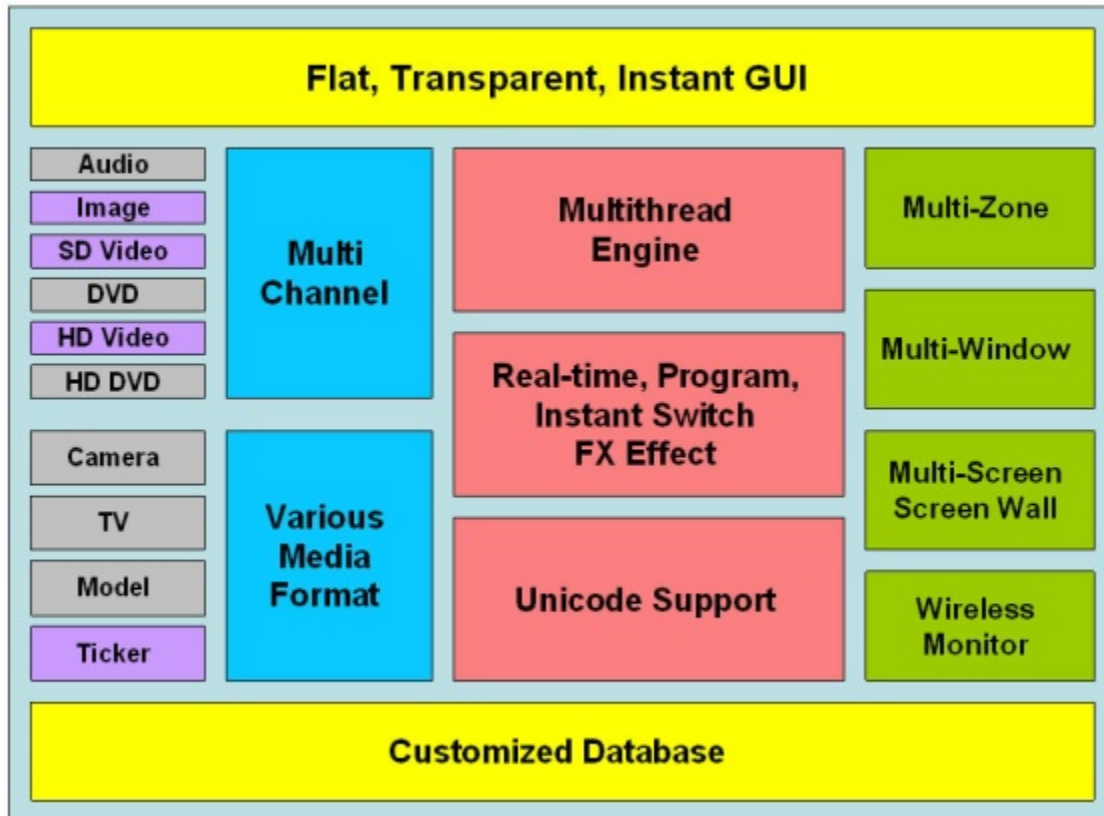 Flat, Transparent, Instant GUI
Audio
Image
SD Video
DVD
HD Video
HD DVD
Camera
TV
Model
Ticker
Multi
Channel
Various
Media
Format
Multithread
Engine
Real-time, Program,
Instant Switch
FX Effect
Unicode Support
Multi-Zone
Multi-Window
Multi-Screen
Screen Wall
Wireless
Monitor
Customized Database